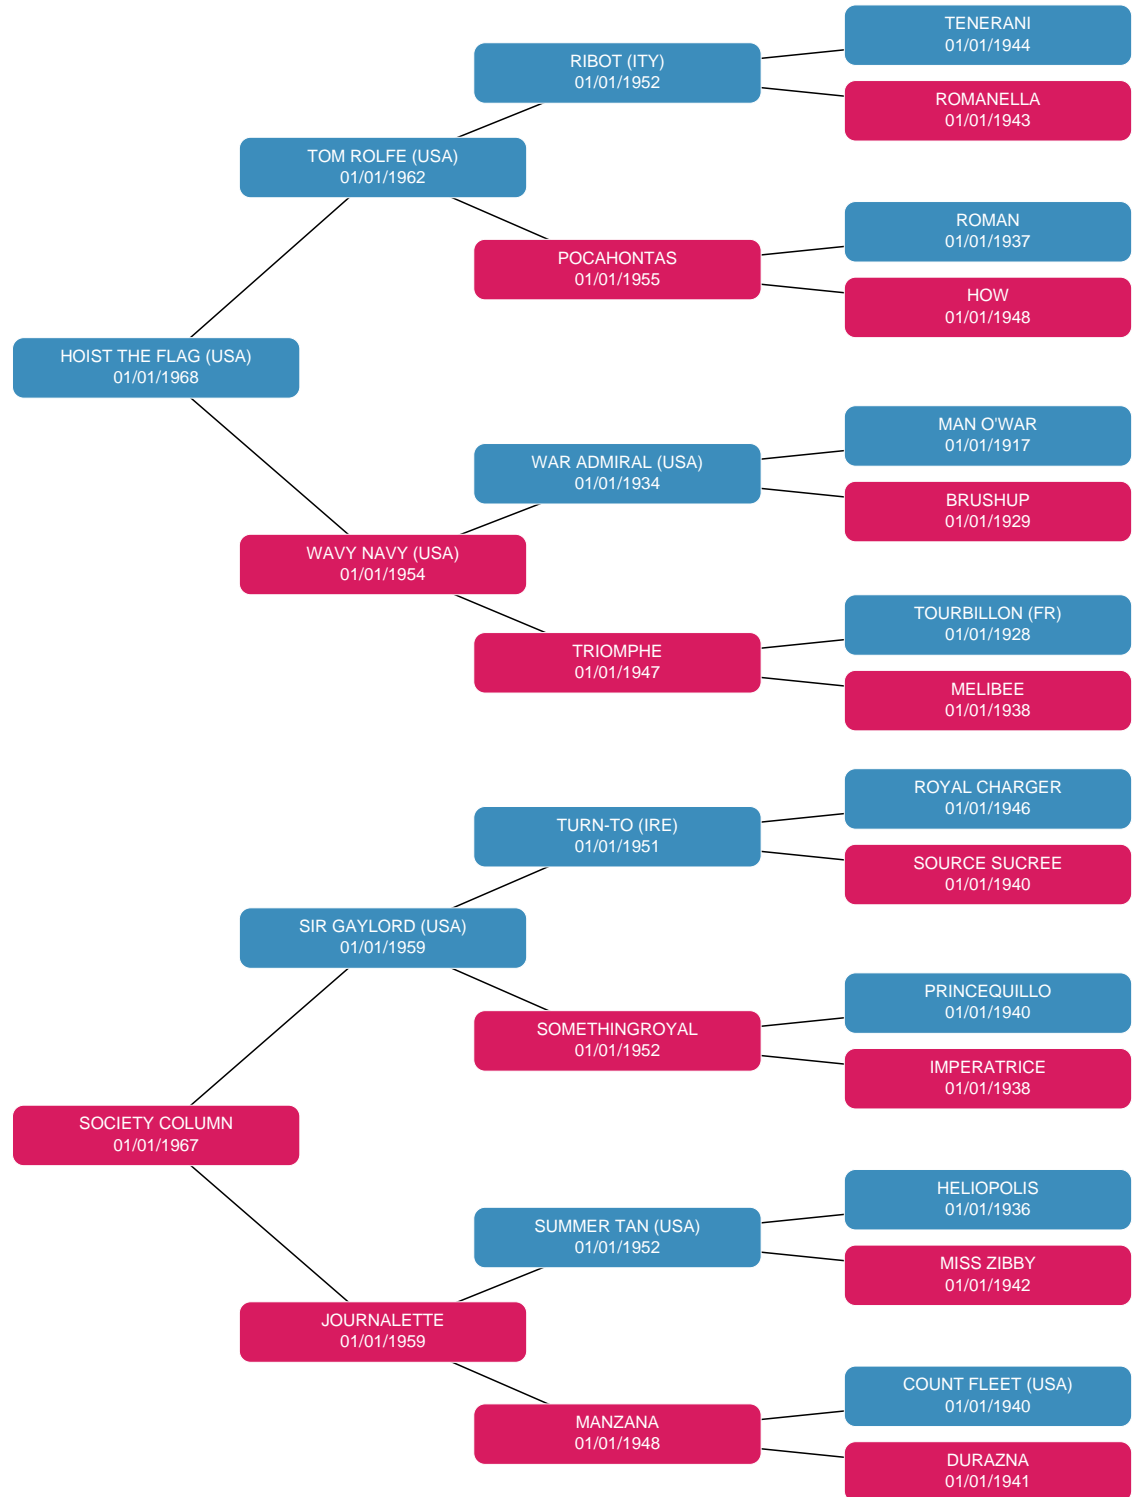 TENERANI
01/01/1944
RIBOT (ITY)
01/01/1952
ROMANELLA
01/01/1943
TOM ROLFE (USA)
01/01/1962
ROMAN
01/01/1937
POCAHONTAS
01/01/1955
HOW
01/01/1948
HOIST THE FLAG (USA)
01/01/1968
MAN O'WAR
01/01/1917
WAR ADMIRAL (USA)
01/01/1934
BRUSHUP
01/01/1929
WAVY NAVY (USA)
01/01/1954
TOURBILLON (FR)
01/01/1928
TRIOMPHE
01/01/1947
MELIBEE
01/01/1938
ROYAL CHARGER
01/01/1946
TURN-TO (IRE)
01/01/1951
SOURCE SUCREE
01/01/1940
SIR GAYLORD (USA)
01/01/1959
PRINCEQUILLO
01/01/1940
SOMETHINGROYAL
01/01/1952
IMPERATRICE
01/01/1938
SOCIETY COLUMN
01/01/1967
HELIOPOLIS
01/01/1936
SUMMER TAN (USA)
01/01/1952
MISS ZIBBY
01/01/1942
JOURNALETTE
01/01/1959
COUNT FLEET (USA)
01/01/1940
MANZANA
01/01/1948
DURAZNA
01/01/1941